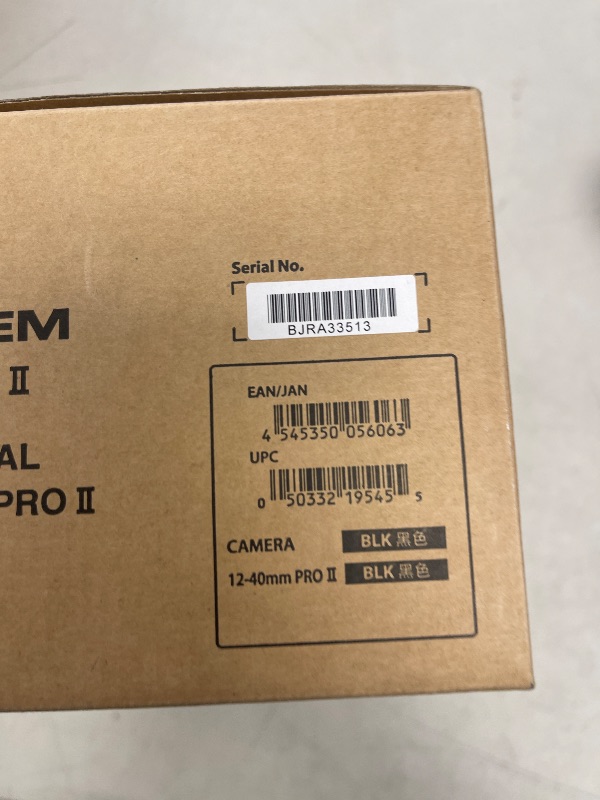 EM
II
AL
PRO II
Serial No.
BJRA33513
EAN/JAN
4 545350 056063
UPC
0 50332 19545 5
CAMERA BLK 黑色
12-40mm PRO II BLK 黑色